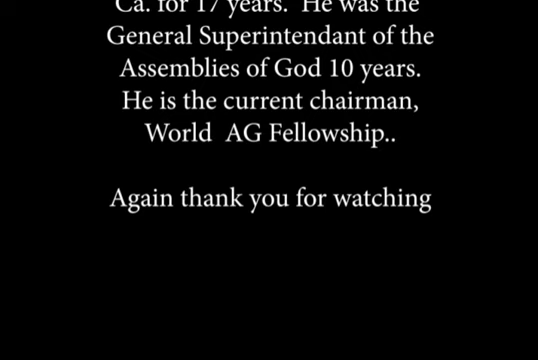 Ca. for 17 years. He was the
General Superintendant of the
Assemblies of God 10 years.
He is the current chairman,
World AG Fellowship..
Again thank you for watching